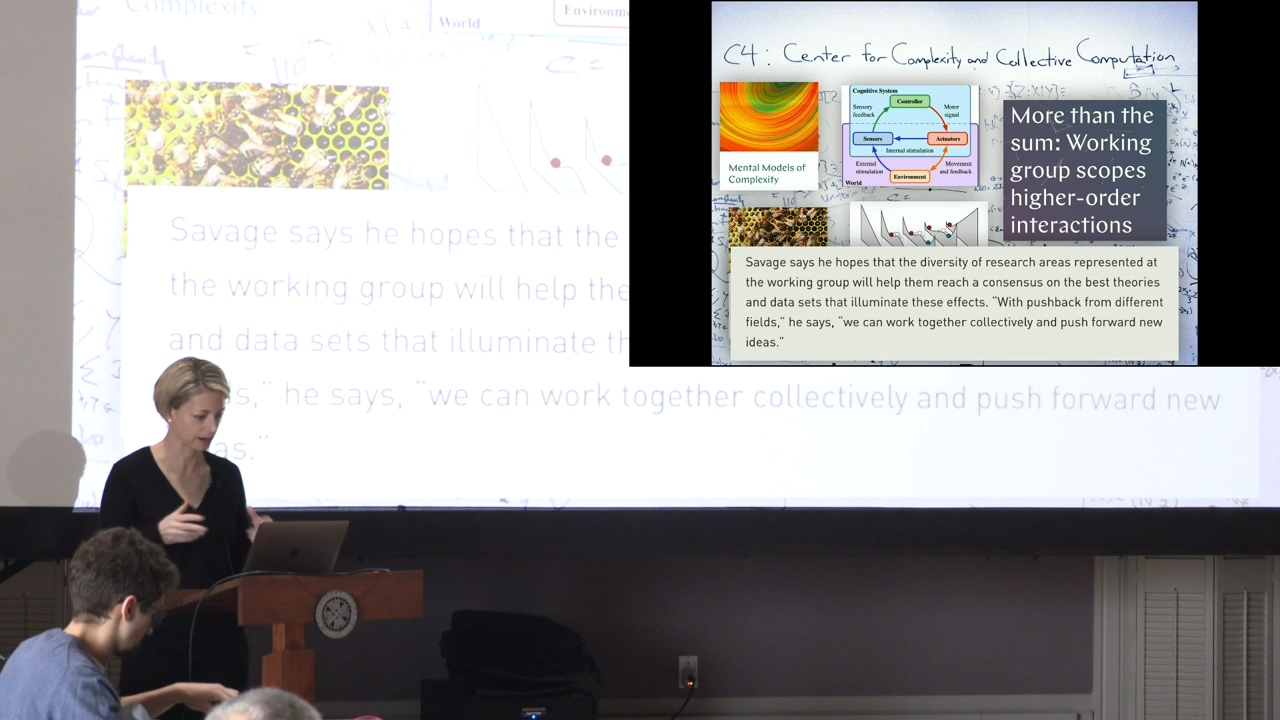 Complexity
World
Environm
C =
Savage says he hopes that the
the working group will help the
and data sets that illuminate th
s,” he says, “we can work together collectively and push forward new
as.”
C4: Center for Complexity and Collective Computation
Mental Models of
Complexity
Cognitive System
Controller
Sensory
feedback
Motor
signal
Sensors
Actuators
Internal stimulation
External
stimulation
Movement
and feedback
Environment
World
C =
More than the
sum: Working
group scopes
higher-order
interactions
Savage says he hopes that the diversity of research areas represented at
the working group will help them reach a consensus on the best theories
and data sets that illuminate these effects. “With pushback from different
fields,” he says, “we can work together collectively and push forward new
ideas.”